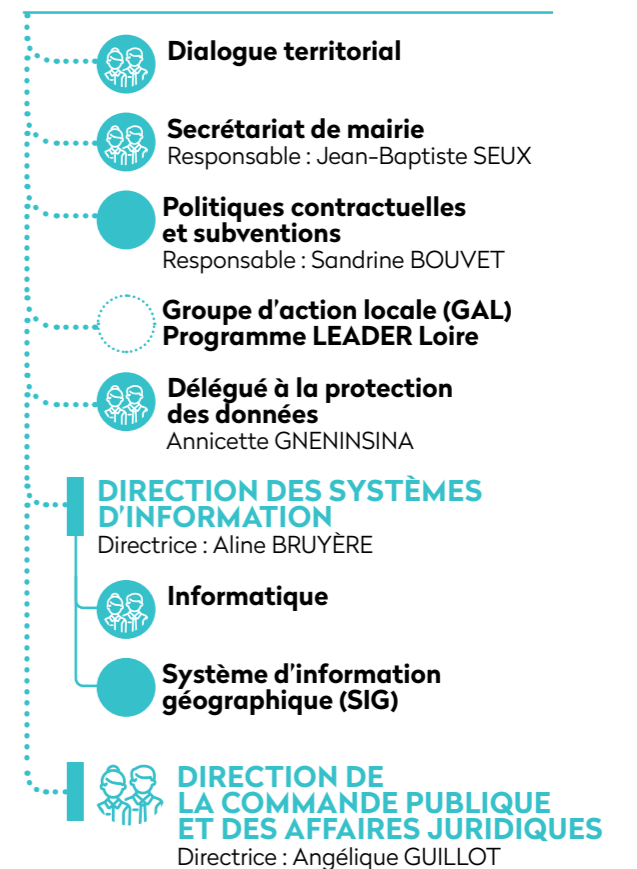 Dialogue territorial
Secrétariat de mairie
Responsable : Jean-Baptiste SEUX
Politiques contractuelles
et subventions
Responsable : Sandrine BOUVET
Groupe d’action locale (GAL)
Programme LEADER Loire
Délégué à la protection
des données
Annicette GNENINSINA
DIRECTION DES SYSTÈMES
D’INFORMATION
Directrice : Aline BRUYÈRE
Informatique
Système d’information
géographique (SIG)
DIRECTION DE
LA COMMANDE PUBLIQUE
ET DES AFFAIRES JURIDIQUES
Directrice : Angélique GUILLOT